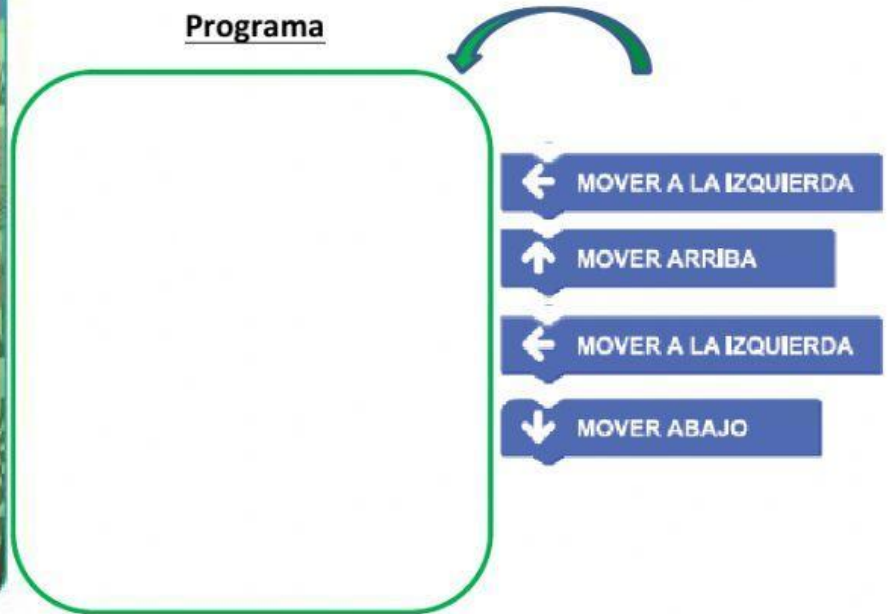 Programa
MOVER A LA IZQUIERDA
MOVER ARRIBA
MOVER A LA IZQUIERDA
MOVER ABAJO